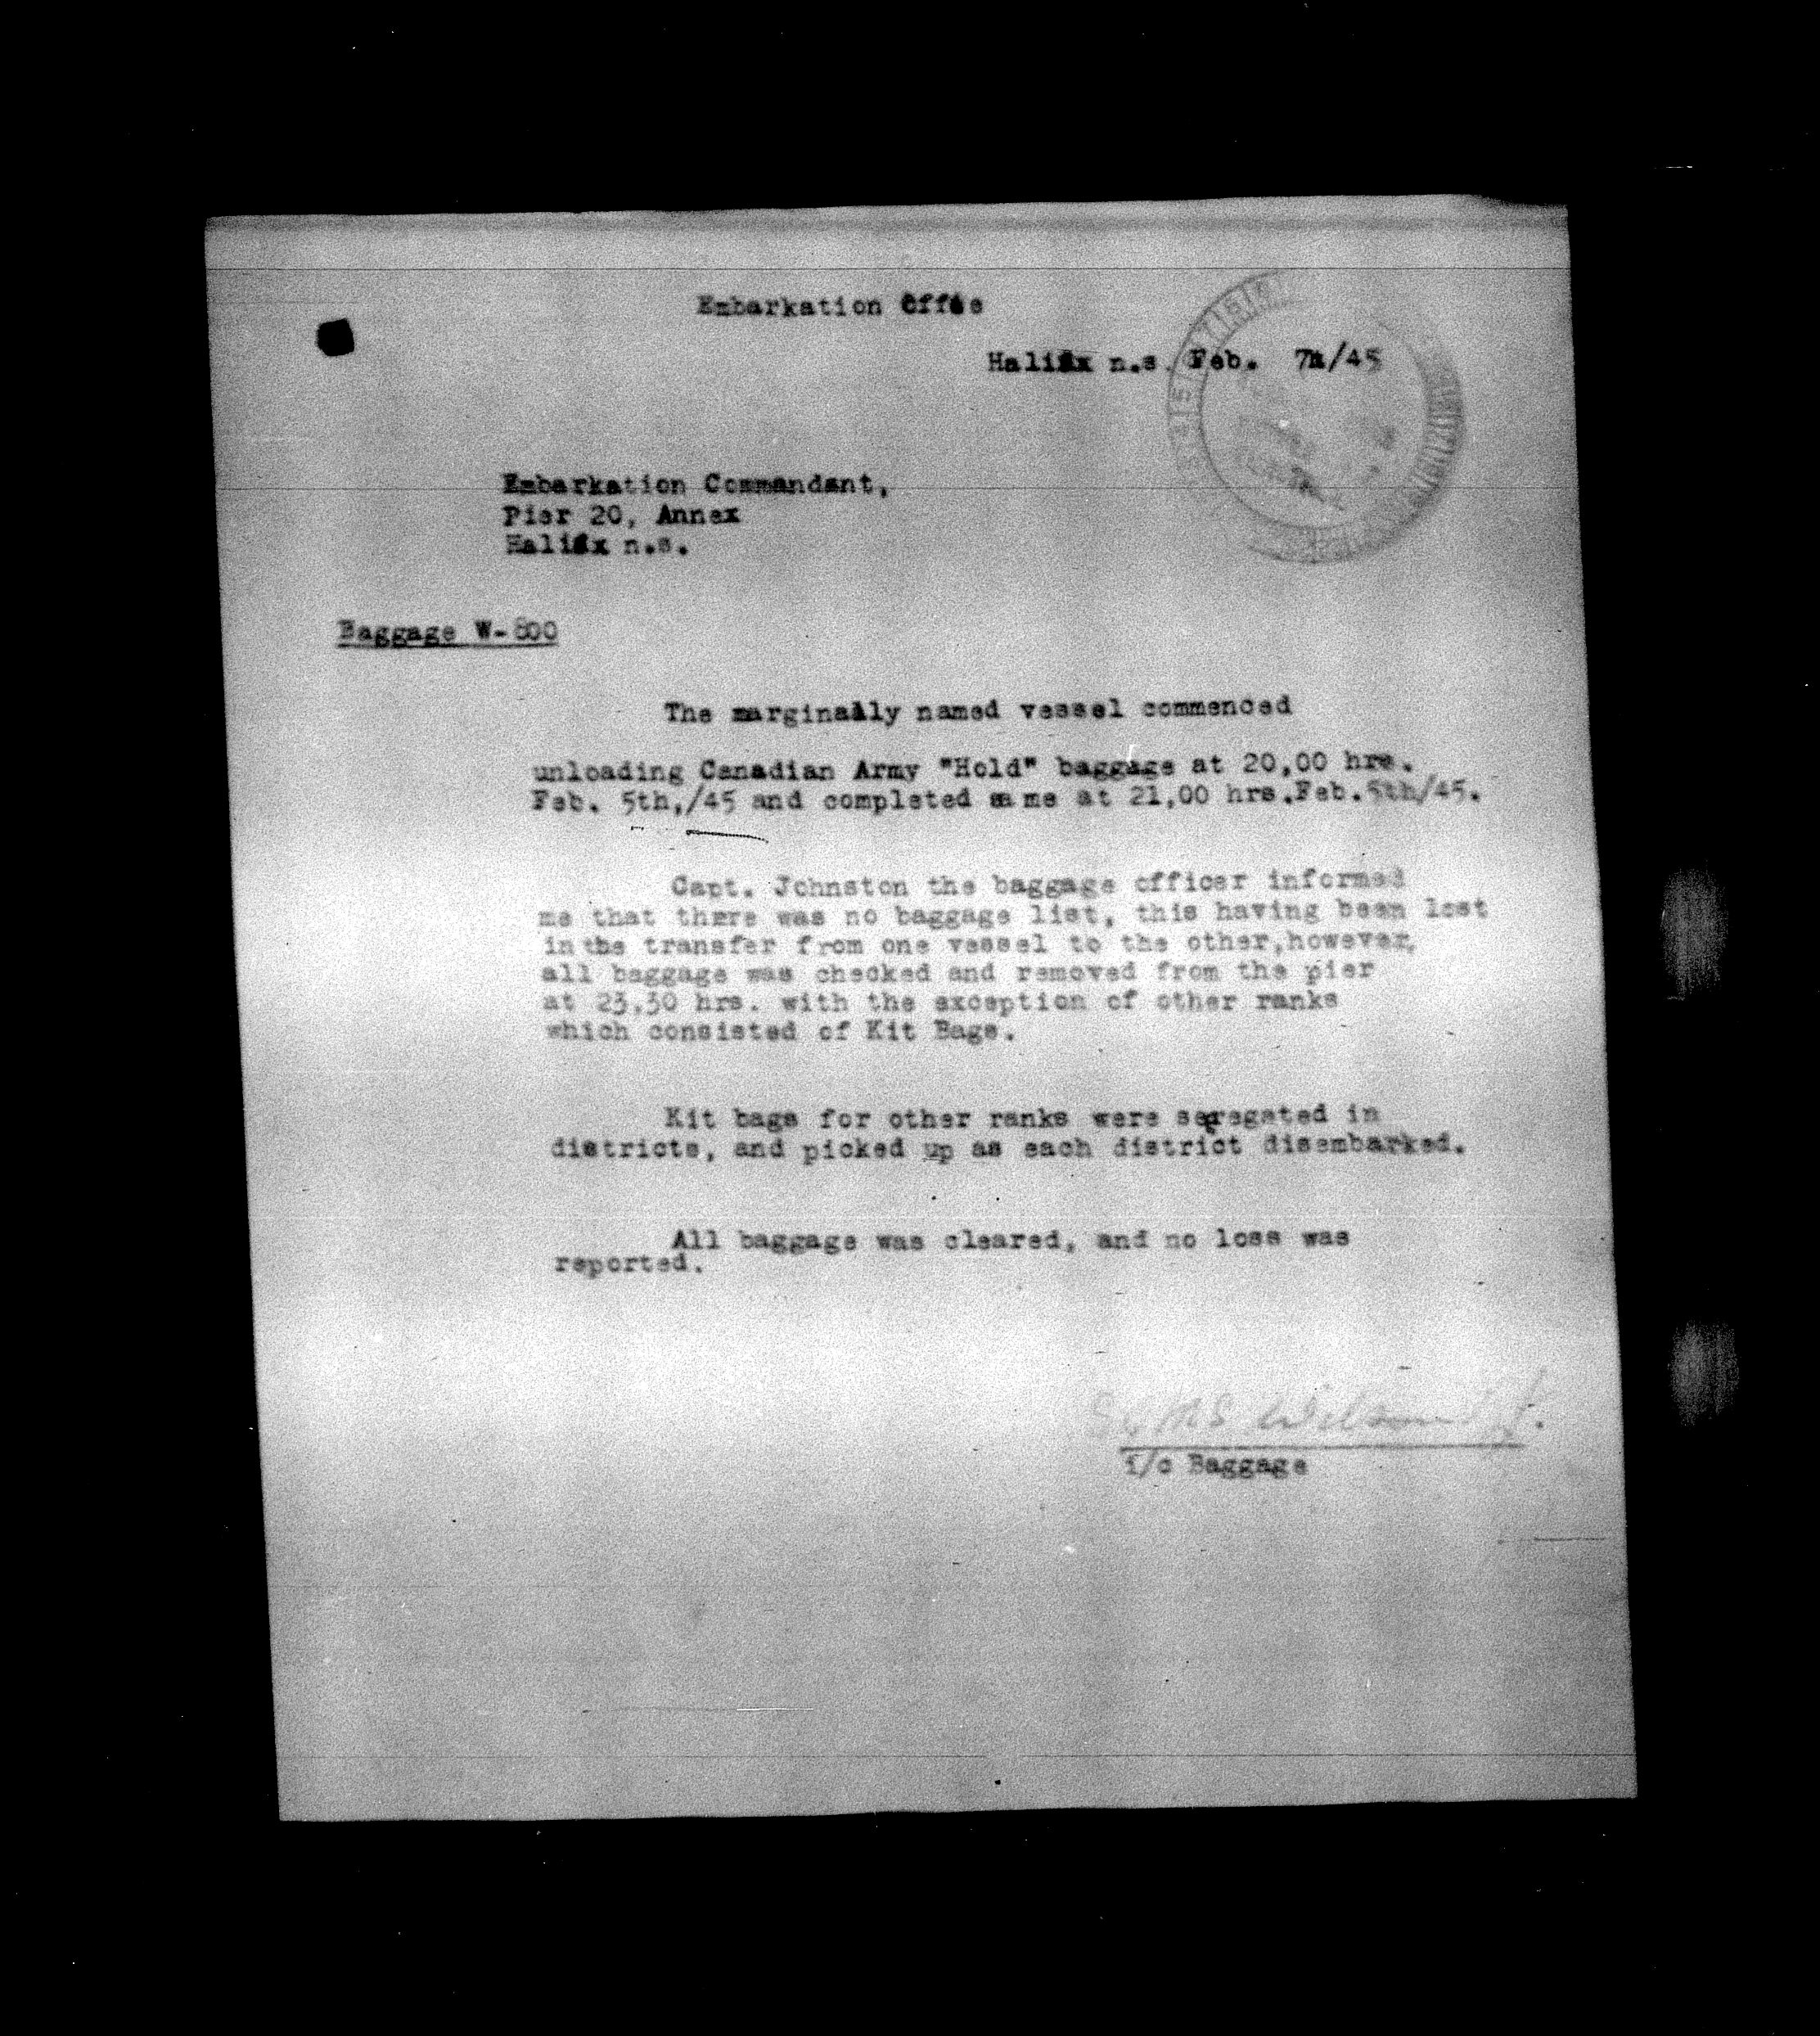 Embarkation Offie
Halifx n.s. Feb. 7h/45
Embarkation Commandant,
Pier 20, Annex
Halifx n.s.
Baggage W-800
The marginally named vessel commenced
unloading Canadian Army "Hold" baggage at 20,00 hrs.
Feb. 5th,/45 and completed same at 21,00 hrs.Feb.5th/45.
Capt. Johnston the baggage officer informed
me that there was no baggage list, this having been lost
in the transfer from one vessel to the other,however,
all baggage was checked and removed from the pier
at 23,30 hrs. with the exception of other ranks
which consisted of Kit Bags.
Kit bags for other ranks were segregated in
districts, and picked up as each district disembarked.
All baggage was cleared, and no loss was
reported.
Wilson
i/c Baggage